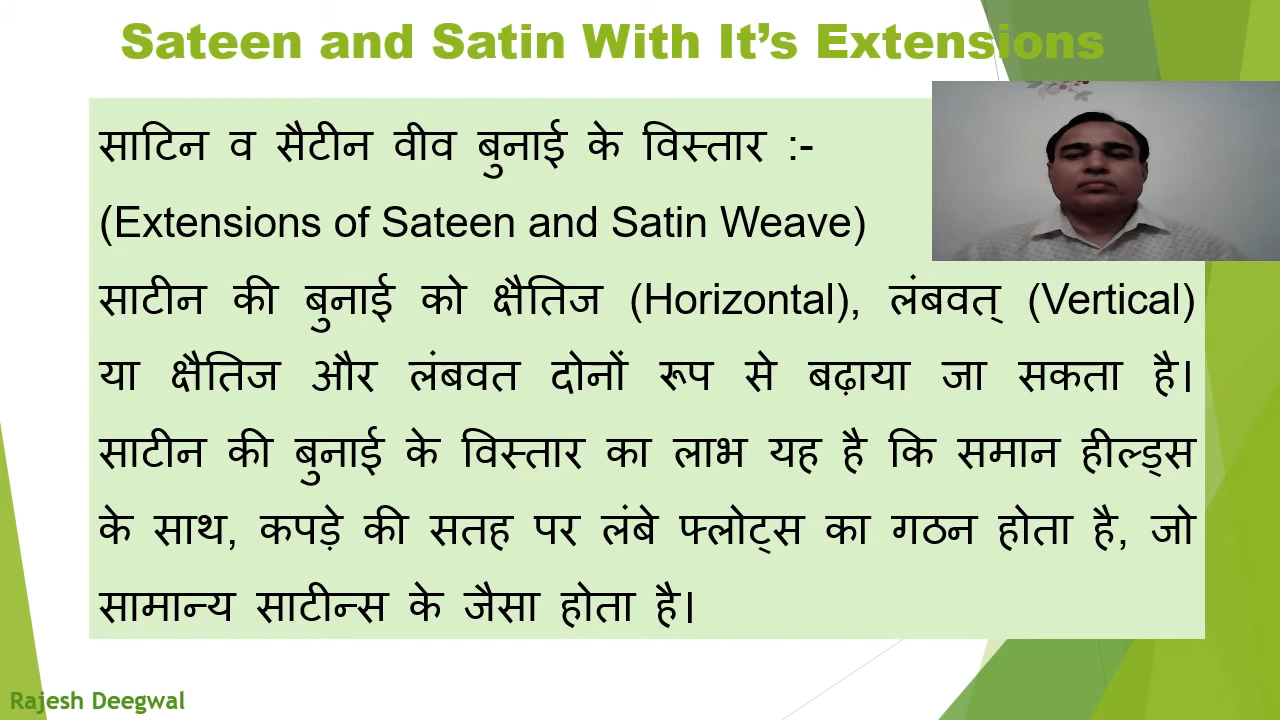 Sateen and Satin With It’s Extensions
साटिन व सैटीन वीव बुनाई के विस्तार :-
(Extensions of Sateen and Satin Weave)
साटीन की बुनाई को क्षैतिज (Horizontal), लंबवत् (Vertical)
या क्षैतिज और लंबवत दोनों रूप से बढ़ाया जा सकता है।
साटीन की बुनाई के विस्तार का लाभ यह है कि समान हील्ड्स
के साथ, कपड़े की सतह पर लंबे फ्लोट्स का गठन होता है, जो
सामान्य साटीन्स के जैसा होता है।
Rajesh Deegwal